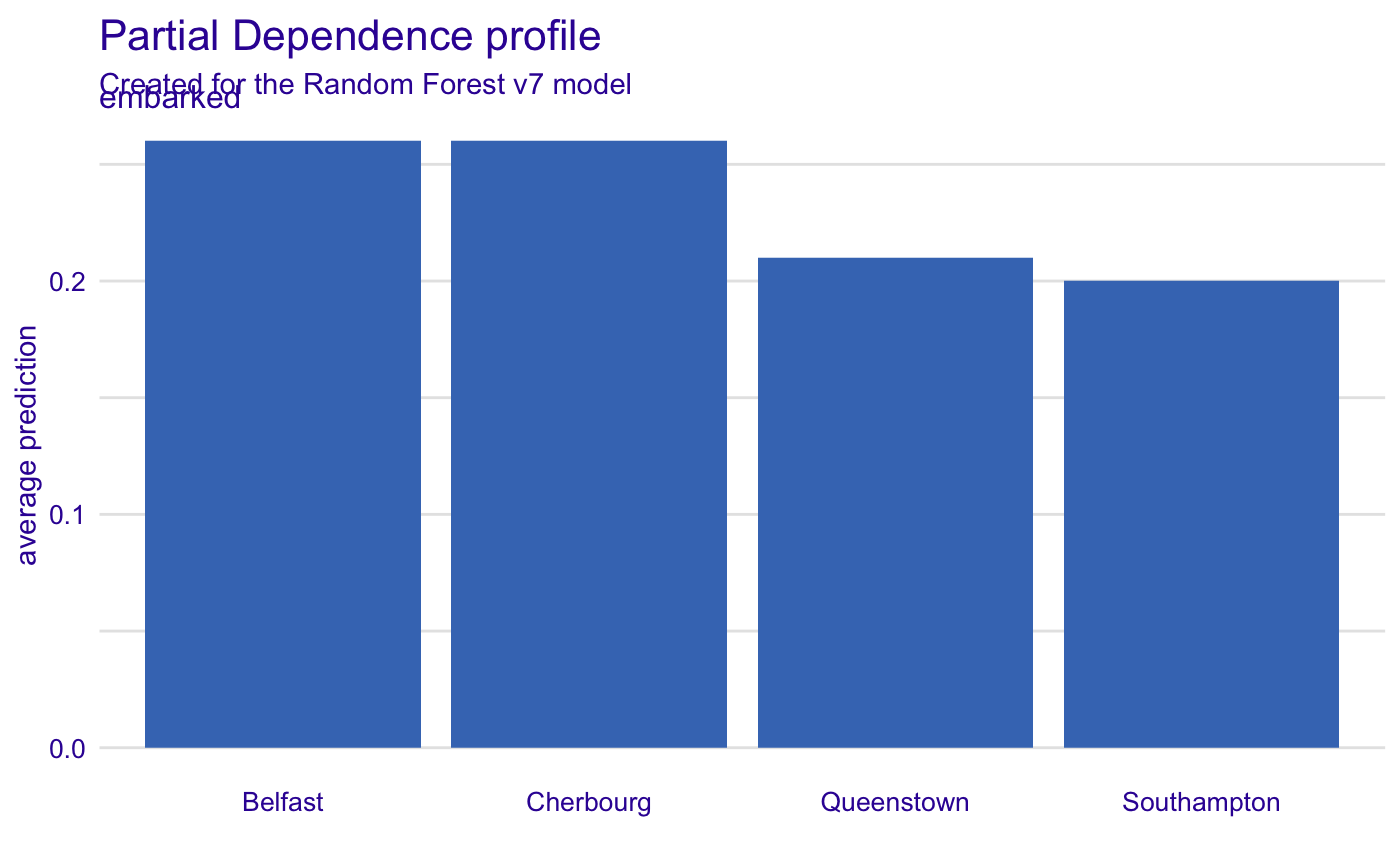 Partial Dependence profile
Created for the Random Forest v7 model
embarked
average prediction
0.2
0.1
0.0
Belfast Cherbourg Queenstown Southampton